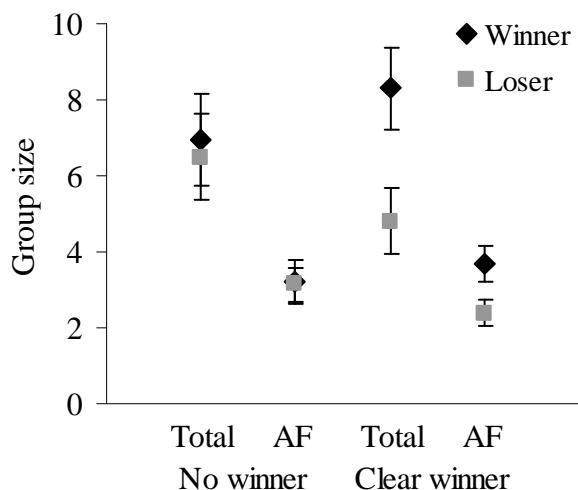 10
8
6
4
2
0
Group size
Winner
Loser
Total AF Total AF
No winner Clear winner